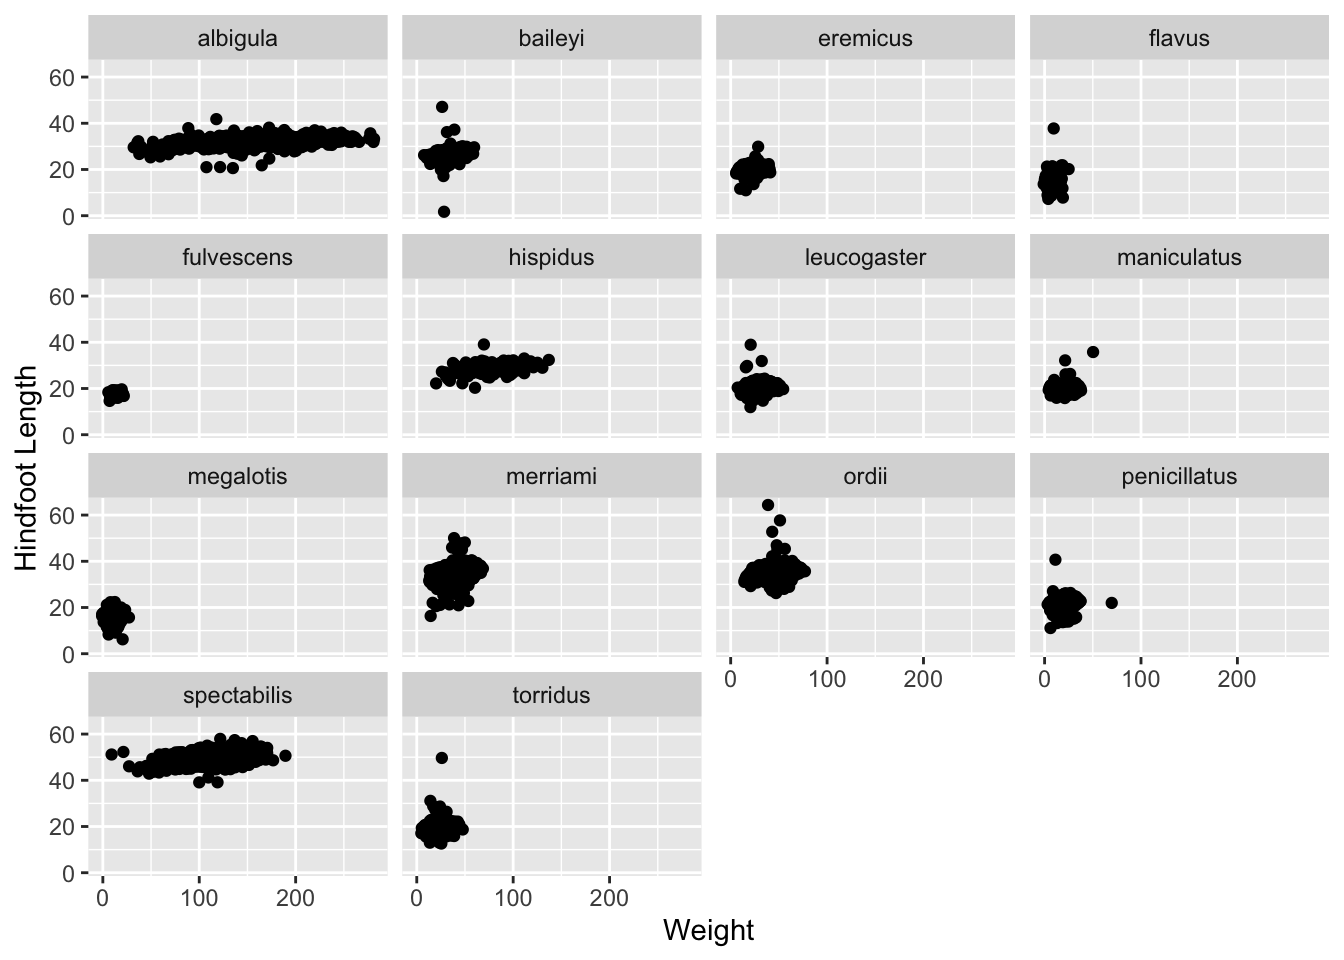 albigula baileyi eremicus flavus
60
40
20
0
fulvescens hispidus leucogaster maniculatus
60
40
20
0
Hindfoot Length
megalotis merriami ordii penicillatus
60
40
20
0
0 100 200 0 100 200
spectabilis torridus
60
40
20
0
0 100 200 0 100 200
Weight